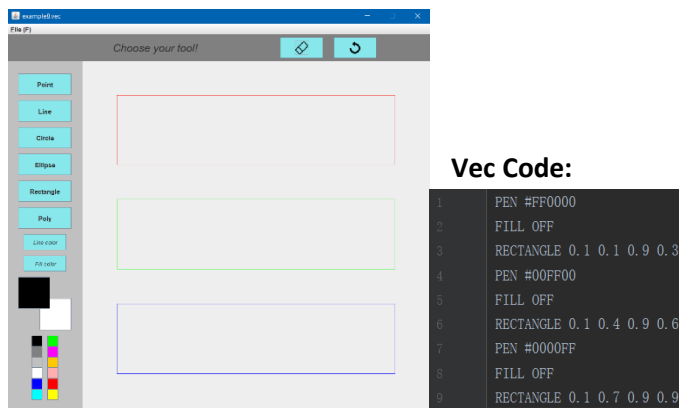 example9.vec
File (F)
Choose your tool!
Point
Line
Circle
Ellipse
Rectangle
Poly
Line color
Fill color
Vec Code:
1 PEN #FF0000
2 FILL OFF
3 RECTANGLE 0.1 0.1 0.9 0.3
4 PEN #00FF00
5 FILL OFF
6 RECTANGLE 0.1 0.4 0.9 0.6
7 PEN #0000FF
8 FILL OFF
9 RECTANGLE 0.1 0.7 0.9 0.9